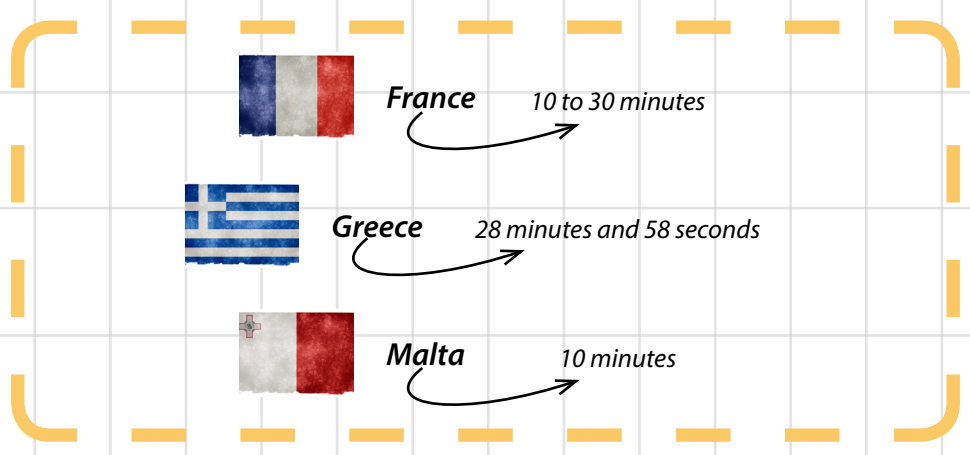 France 10 to 30 minutes
Greece 28 minutes and 58 seconds
Malta 10 minutes